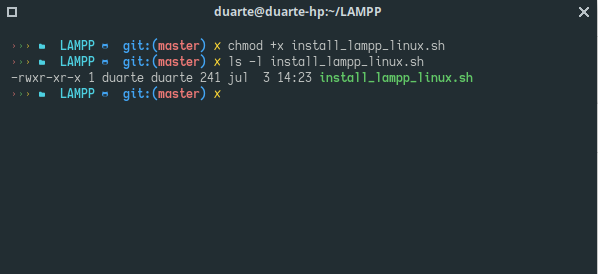 duarte@duarte-hp:~/LAMPP
››› LAMPP git:(master) x chmod +x install_lampp_linux.sh
››› LAMPP git:(master) x ls -l install_lampp_linux.sh
-rwxr-xr-x 1 duarte duarte 241 jul  3 14:23 install_lampp_linux.sh
››› LAMPP git:(master) x